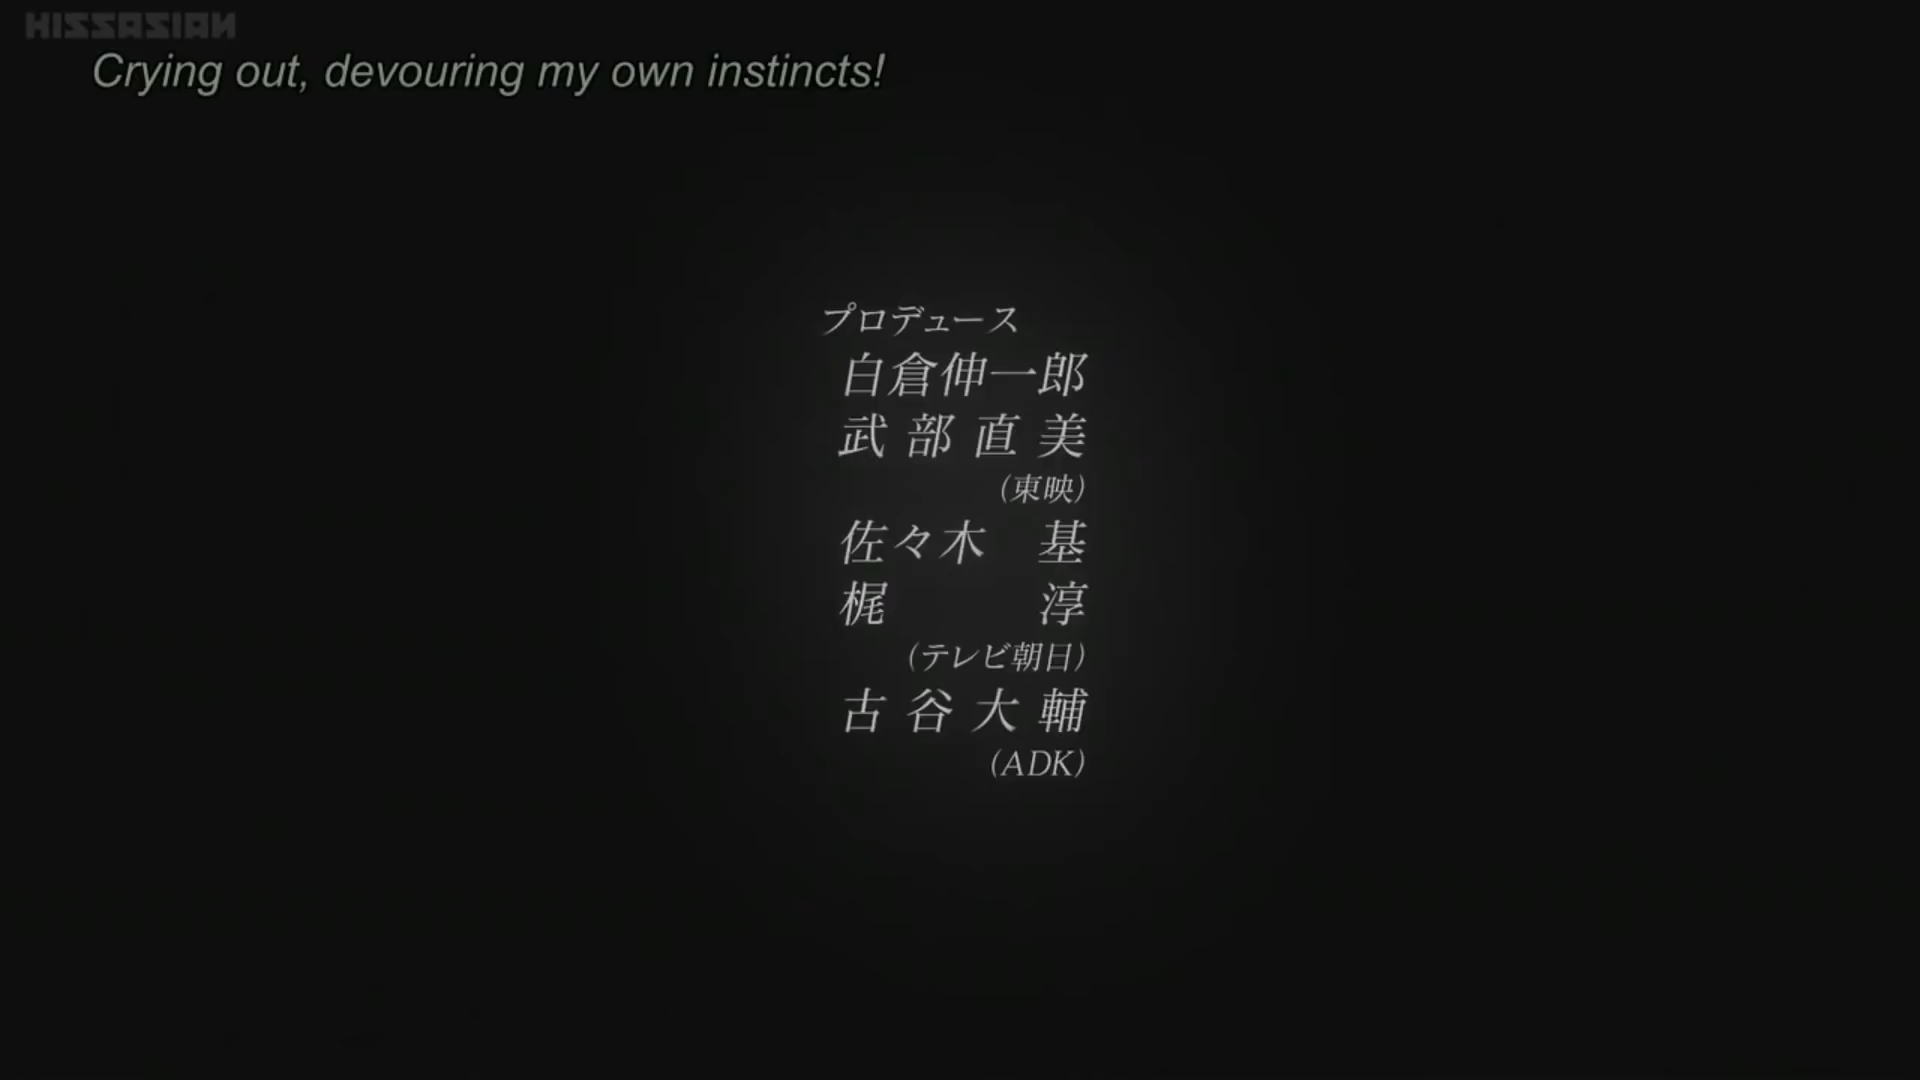 KISSASIAN
Crying out, devouring my own instincts!
プロデュース
白倉伸一郎
武部直美
(東映)
佐々木 基
梶 淳
(テレビ朝日)
古谷大輔
(ADK)